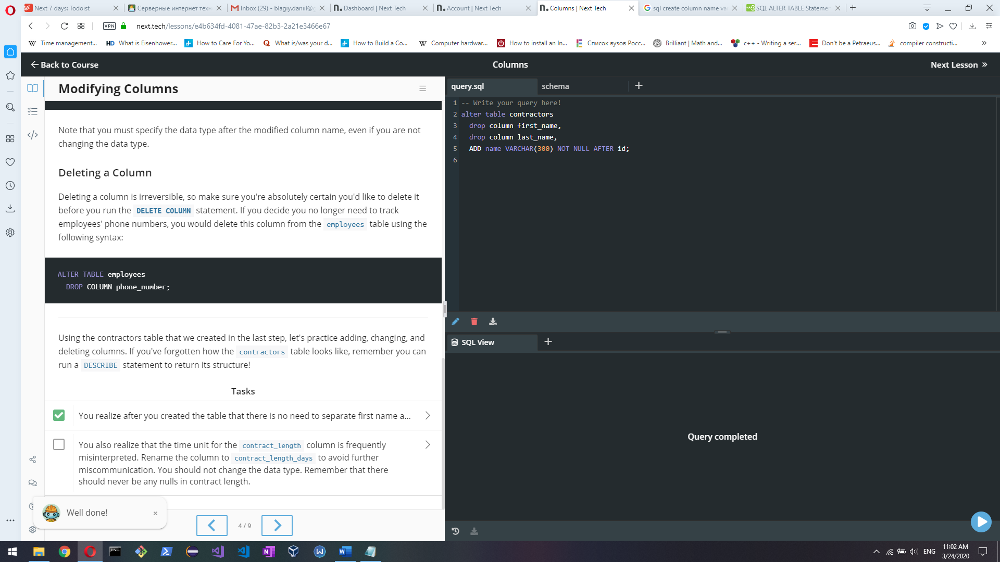 Next 7 days: Todoist
Серверные интернет техн
Inbox (29) - blagiy.daniil@g
Dashboard | Next Tech
Account | Next Tech
Columns | Next Tech
sql create column name va
SQL ALTER TABLE Statemen
VPN
next.tech/lessons/e4b634fd-4081-47ae-82b3-2a21e3466e67
Time management...
What is Eisenhower...
How to Care For Yo...
What is/was your d...
How to Build a Co...
Computer hardwar...
How to install an In...
Список вузов Росс...
Brilliant | Math and...
c++ - Writing a ser...
Don't be a Petraeus...
compiler constructi...
Back to Course
Columns
Next Lesson
Modifying Columns
Note that you must specify the data type after the modified column name, even if you are not
changing the data type.
Deleting a Column
Deleting a column is irreversible, so make sure you're absolutely certain you'd like to delete it
before you run the DELETE COLUMN statement. If you decide you no longer need to track
employees' phone numbers, you would delete this column from the employees table using the
following syntax:
ALTER TABLE employees
DROP COLUMN phone_number;
Using the contractors table that we created in the last step, let's practice adding, changing, and
deleting columns. If you've forgotten how the contractors table looks like, remember you can
run a DESCRIBE statement to return its structure!
Tasks
You realize after you created the table that there is no need to separate first name a...
You also realize that the time unit for the contract_length column is frequently
misinterpreted. Rename the column to contract_length_days to avoid further
miscommunication. You should not change the data type. Remember that there
should never be any nulls in contract length.
Well done!
4 / 9
query.sql
schema
1 -- Write your query here!
2 alter table contractors
3 drop column first_name,
4 drop column last_name,
5 ADD name VARCHAR(300) NOT NULL AFTER id;
6
SQL View
Query completed
ENG
11:02 AM
3/24/2020